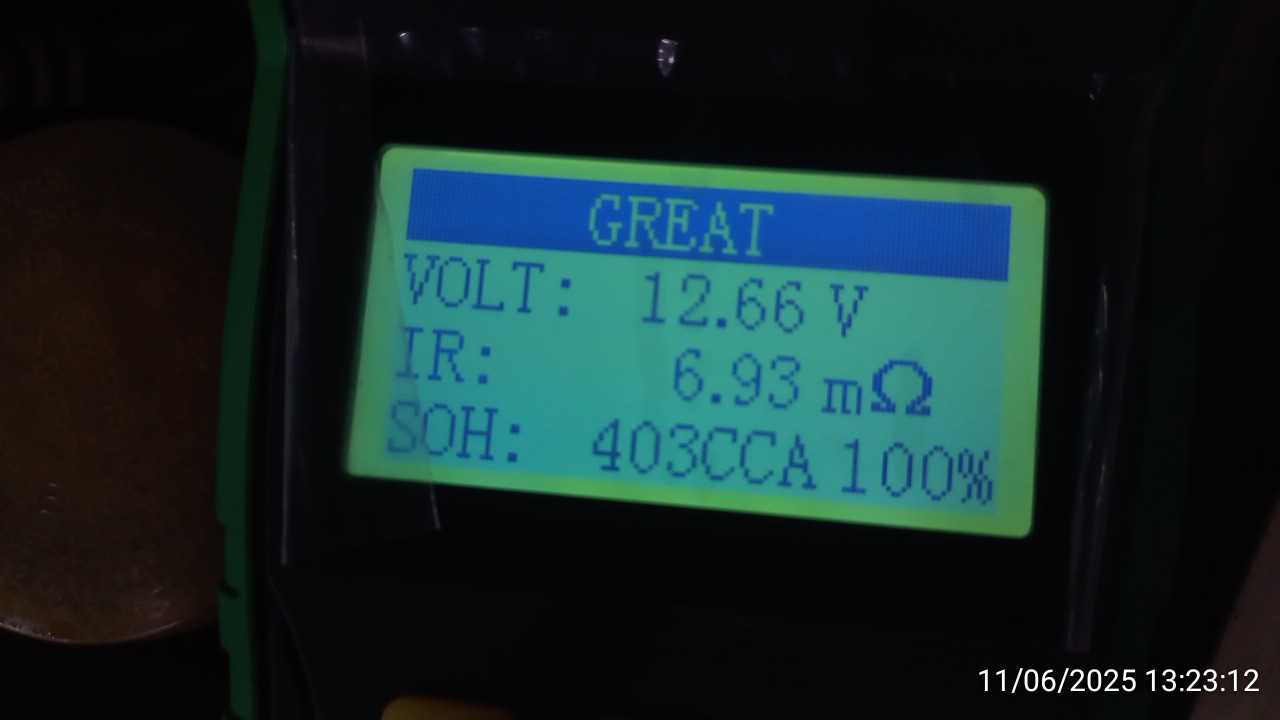 GREAT
VOLT: 12.66 V
IR: 6.93 mΩ
SOH: 403CCA 100%
11/06/2025 13:23:12